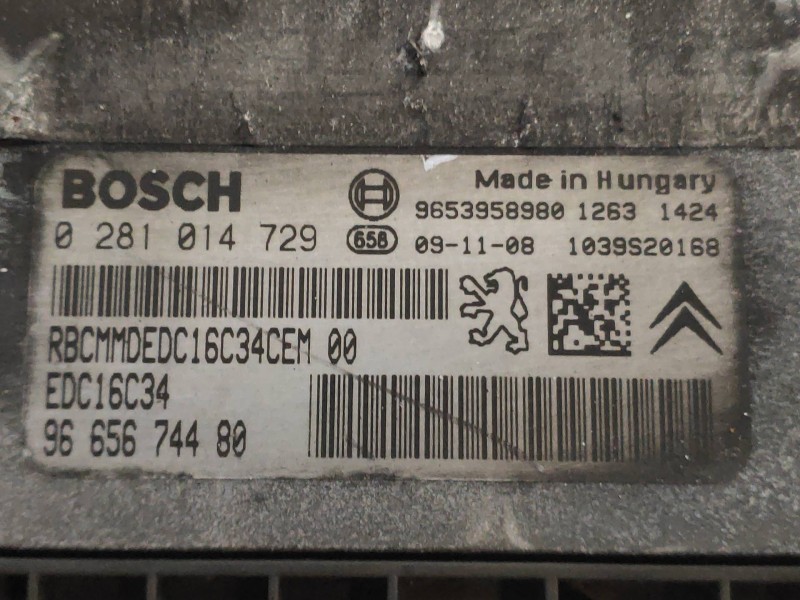 BOSCH
Made in Hungary
9653958980 1263 1424
0 281 014 729 658 09-11-08 1039S20168
RBCMMDEDC16C34CEM 00
EDC16C34
96 656 744 80